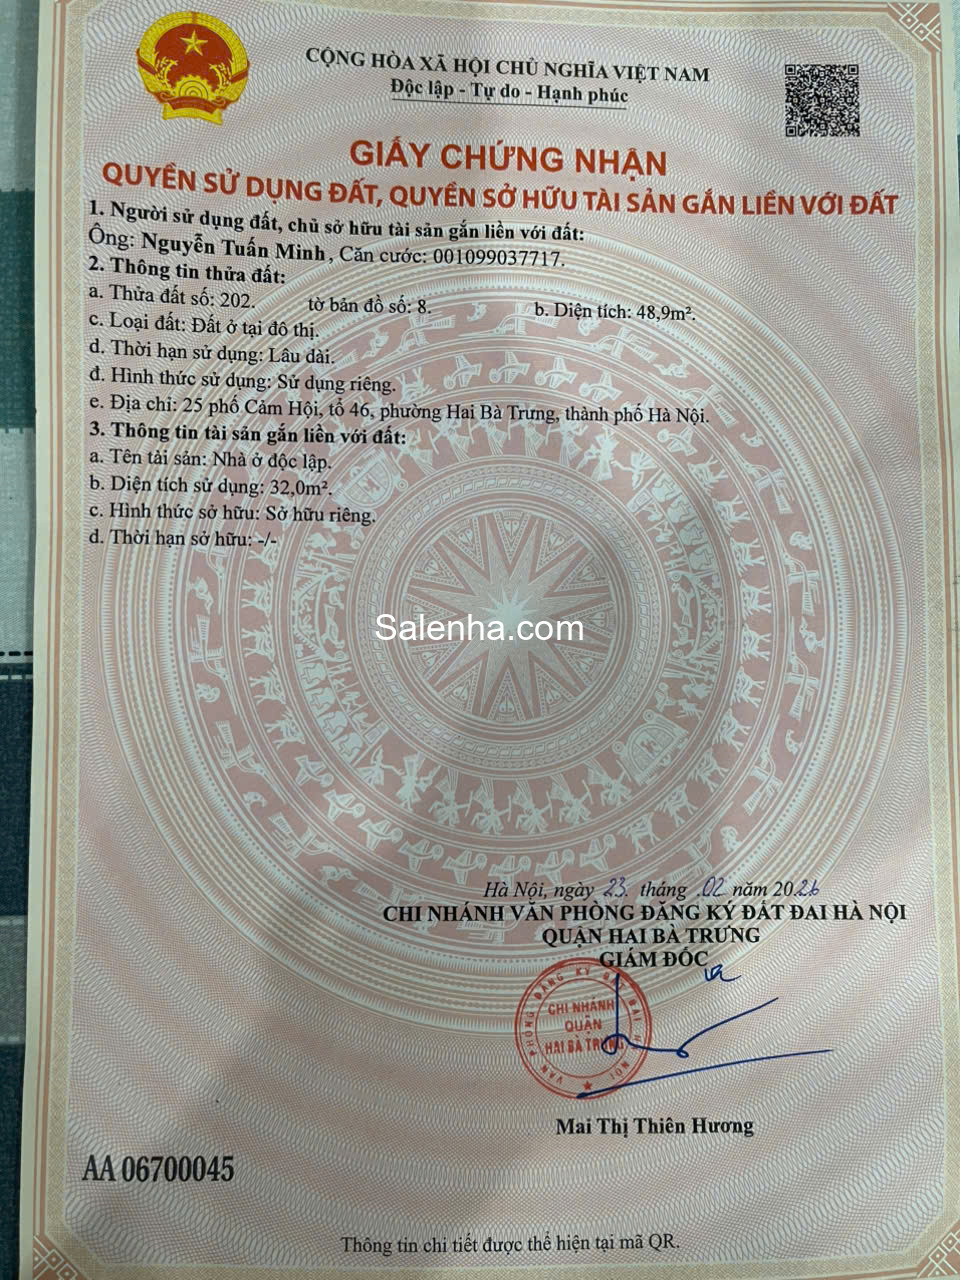 CỘNG HÒA XÃ HỘI CHỦ NGHĨA VIỆT NAM
Độc lập - Tự do - Hạnh phúc
GIẤY CHỨNG NHẬN
QUYỀN SỬ DỤNG ĐẤT, QUYỀN SỞ HỮU TÀI SẢN GẮN LIỀN VỚI ĐẤT
1. Người sử dụng đất, chủ sở hữu tài sản gắn liền với đất:
Ông: Nguyễn Tuấn Minh, Căn cước: 001099037717.
2. Thông tin thửa đất:
a. Thửa đất số: 202. tờ bản đồ số: 8. b. Diện tích: 48,9m².
c. Loại đất: Đất ở tại đô thị.
d. Thời hạn sử dụng: Lâu dài.
đ. Hình thức sử dụng: Sử dụng riêng.
e. Địa chỉ: 25 phố Cảm Hội, tổ 46, phường Hai Bà Trưng, thành phố Hà Nội.
3. Thông tin tài sản gắn liền với đất:
a. Tên tài sản: Nhà ở độc lập.
b. Diện tích sử dụng: 32,0m².
c. Hình thức sở hữu: Sở hữu riêng.
d. Thời hạn sở hữu: -/-
Salenha.com
Hà Nội, ngày 23 tháng 02 năm 2026
CHI NHÁNH VĂN PHÒNG ĐĂNG KÝ ĐẤT ĐAI HÀ NỘI
QUẬN HAI BÀ TRƯNG
GIÁM ĐỐC
VĂN PHÒNG ĐĂNG KÝ ĐẤT ĐAI HÀ NỘI
CHI NHÁNH
QUẬN
HAI BÀ TRƯNG
Mai Thị Thiên Hương
AA 06700045
Thông tin chi tiết được thể hiện tại mã QR.